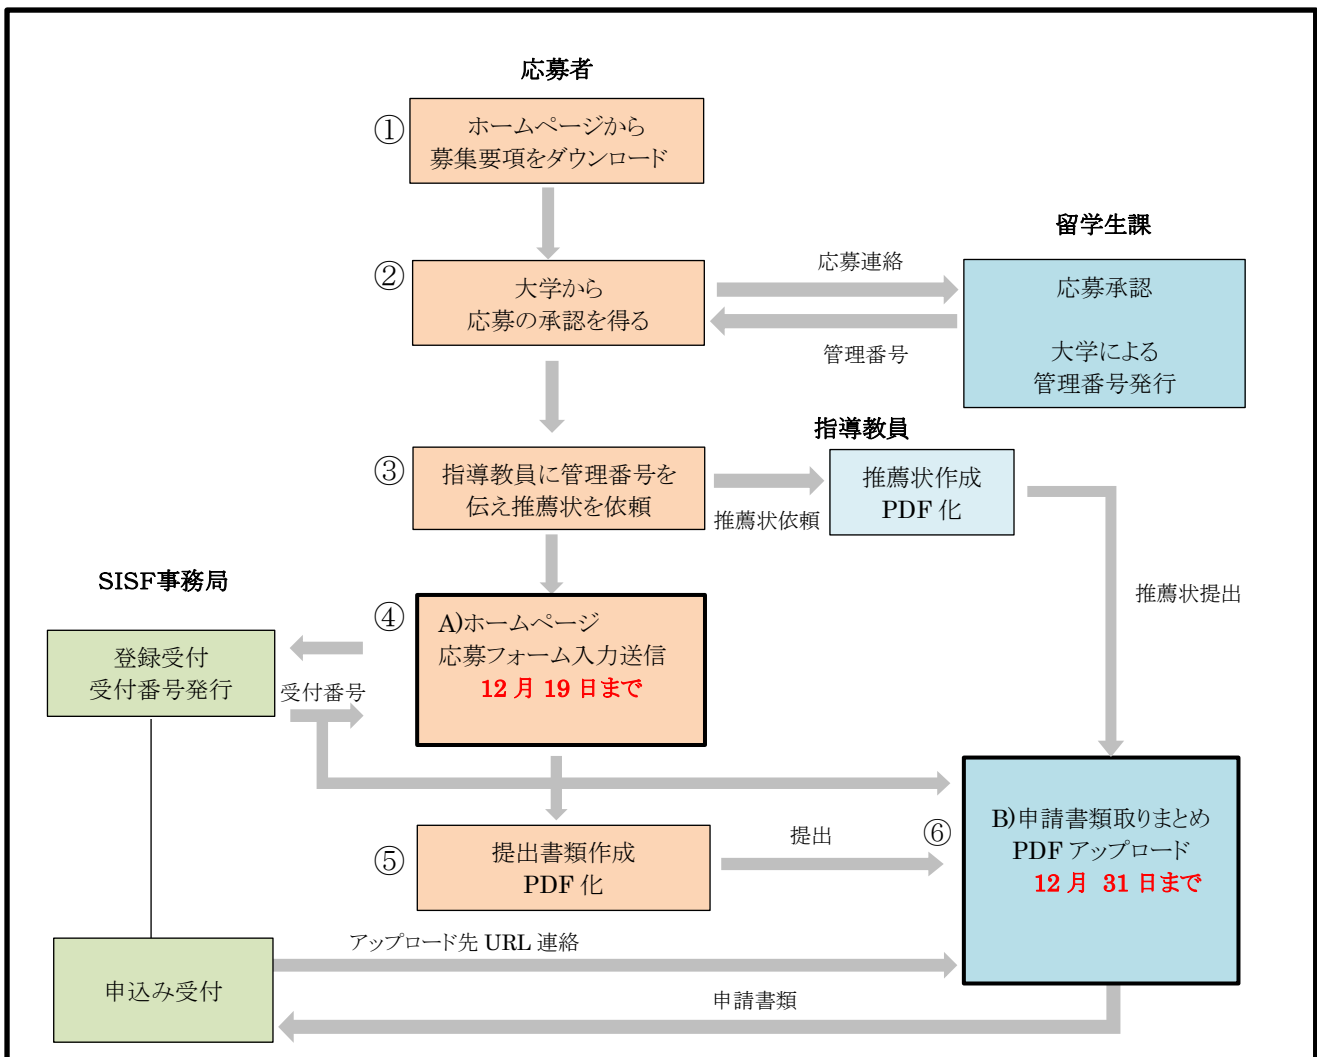 応募者
①
ホームページから
募集要項をダウンロード
留学生課
②
大学から
応募の承認を得る
応募連絡
管理番号
応募承認
大学による
管理番号発行
指導教員
③
指導教員に管理番号を
伝え推薦状を依頼
推薦状依頼
推薦状作成
PDF 化
推薦状提出
SISF事務局
④
A)ホームページ
応募フォーム入力送信
12 月 19 日まで
登録受付
受付番号発行
受付番号
⑤
提出書類作成
PDF 化
提出
⑥
B)申請書類取りまとめ
PDF アップロード
12 月 31 日まで
アップロード先 URL 連絡
申込み受付
申請書類